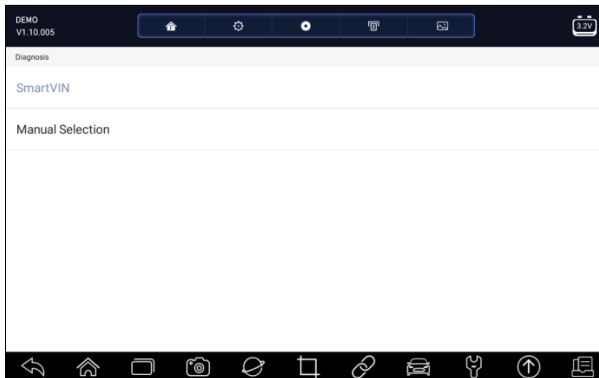 DEMO
V1.10.005
3.2V
Diagnosis
SmartVIN
Manual Selection